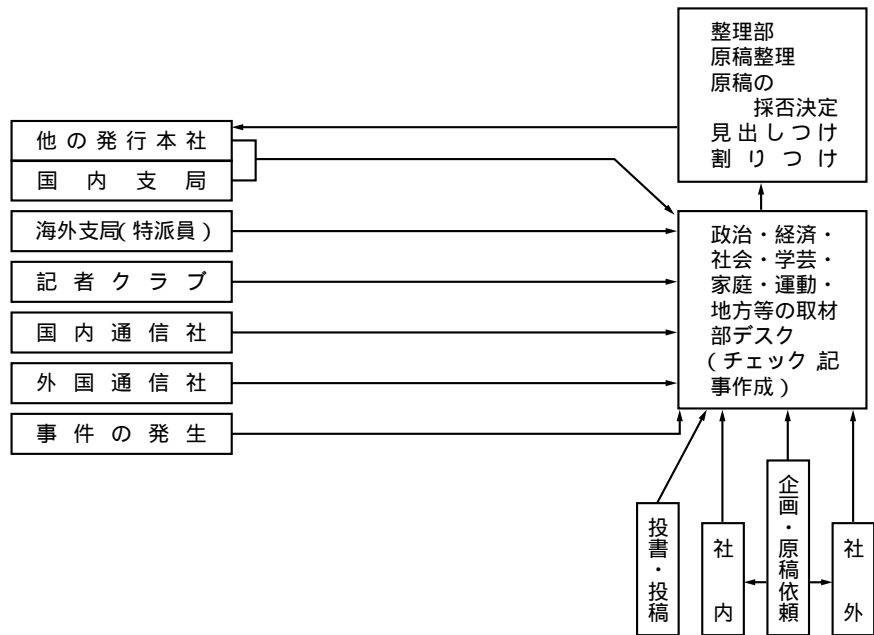 整理部
原稿整理
原稿の
採否決定
見出しつけ
割りつけ
他の発行本社
国内支局
海外支局(特派員)
記者クラブ
国内通信社
外国通信社
事件の発生
政治・経済・
社会・学芸・
家庭・運動・
地方等の取材
部デスク
(チェック,記
事作成)
投書・投稿
社内
企画・原稿依頼
社外